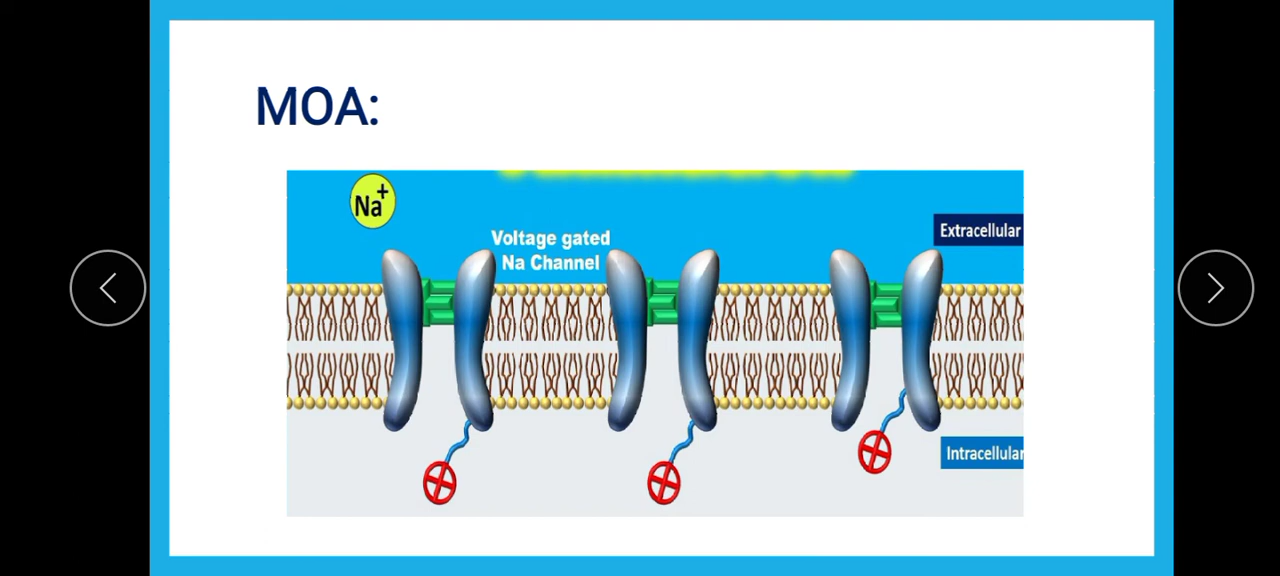 MOA:
Na+
Voltage gated
Na Channel
Extracellular
Intracellular